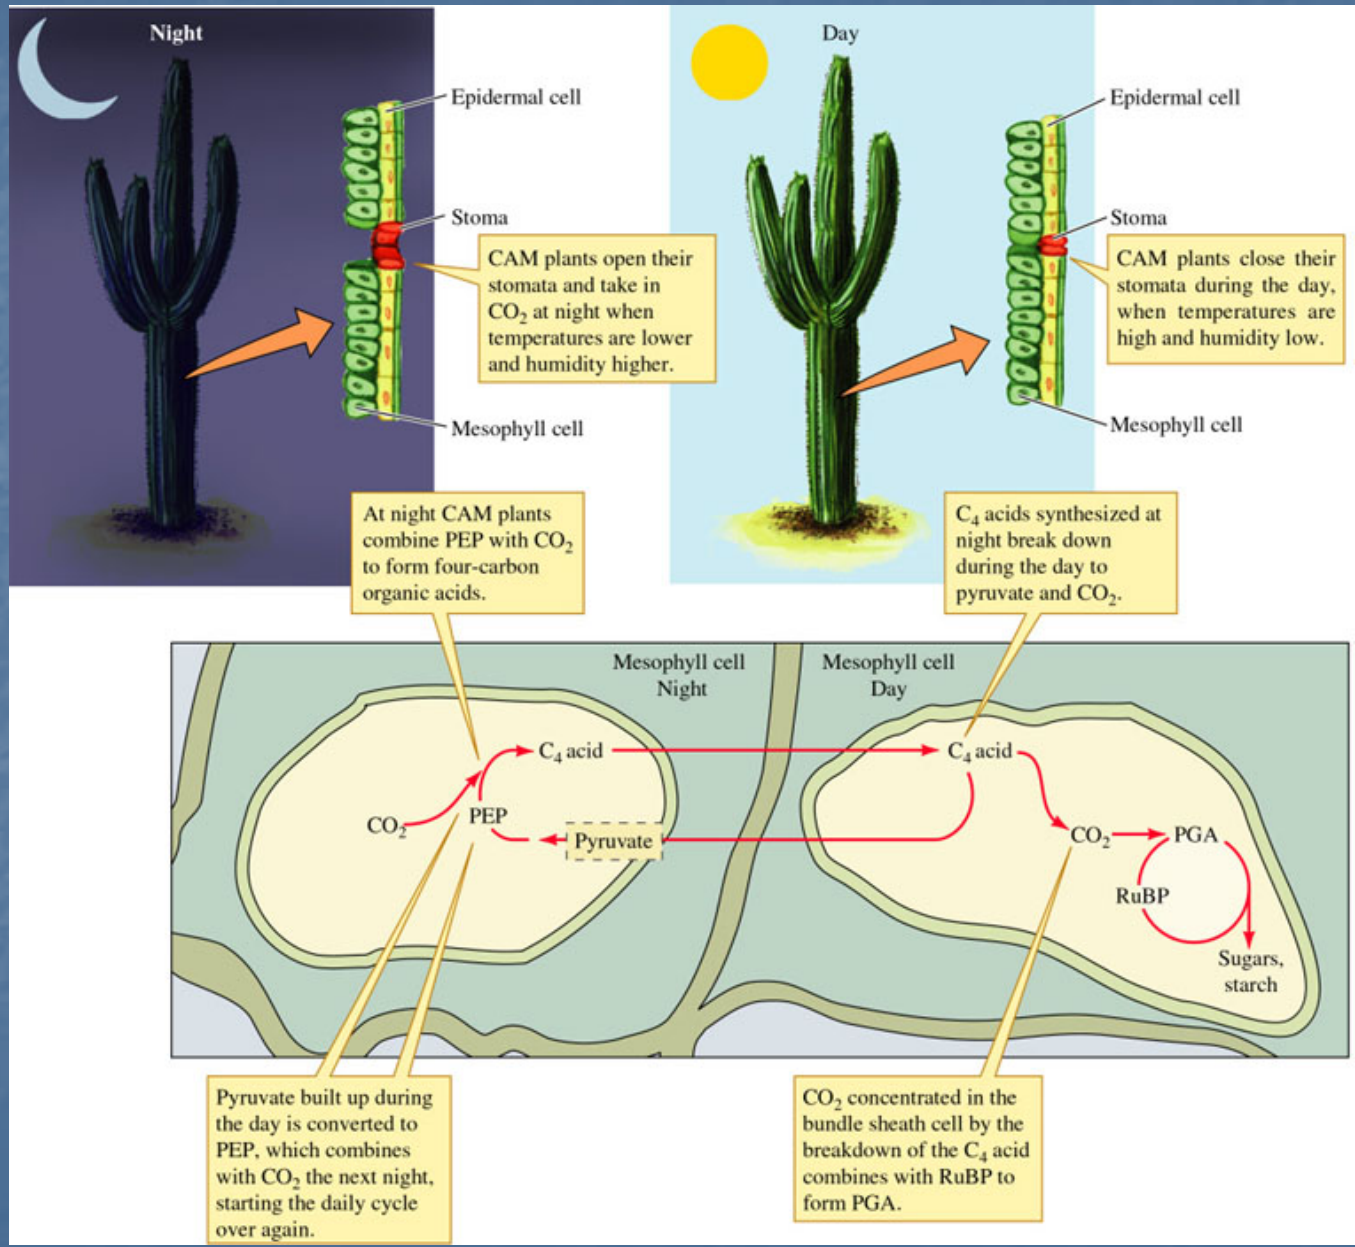 Night
Epidermal cell
Stoma
CAM plants open their
stomata and take in
CO₂ at night when
temperatures are lower
and humidity higher.
Mesophyll cell
Day
Epidermal cell
Stoma
CAM plants close their
stomata during the day,
when temperatures are
high and humidity low.
Mesophyll cell
At night CAM plants
combine PEP with CO₂
to form four-carbon
organic acids.
C₄ acids synthesized at
night break down
during the day to
pyruvate and CO₂.
Mesophyll cell
Night
Mesophyll cell
Day
C₄ acid
CO₂
PEP
Pyruvate
C₄ acid
CO₂
PGA
RuBP
Sugars,
starch
Pyruvate built up during
the day is converted to
PEP, which combines
with CO₂ the next night,
starting the daily cycle
over again.
CO₂ concentrated in the
bundle sheath cell by the
breakdown of the C₄ acid
combines with RuBP to
form PGA.